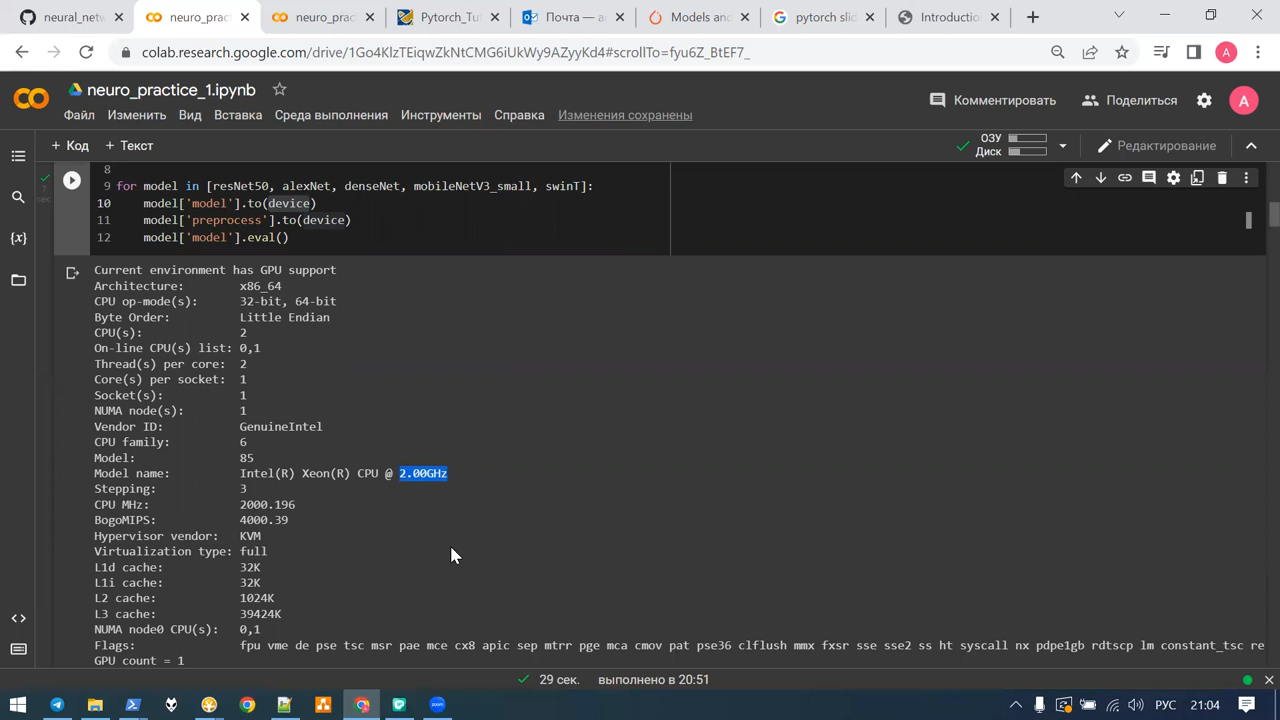 neural_netw
neuro_prac
neuro_prac
Pytorch_Tut
Почта — a
Models and
pytorch slid
Introduction
colab.research.google.com/drive/1Go4KlzTEiqwZkNtCMG6iUkWy9AZyyKd4#scrollTo=fyu6Z_BtEF7_
A
neuro_practice_1.ipynb
Комментировать
Поделиться
A
Файл Изменить Вид Вставка Среда выполнения Инструменты Справка Изменения сохранены
+ Код + Текст
ОЗУ
Диск
Редактирование
8
9 for model in [resNet50, alexNet, denseNet, mobileNetV3_small, swinT]:
10 model['model'].to(device)
11 model['preprocess'].to(device)
12 model['model'].eval()
Current environment has GPU support
Architecture: x86_64
CPU op-mode(s): 32-bit, 64-bit
Byte Order: Little Endian
CPU(s): 2
On-line CPU(s) list: 0,1
Thread(s) per core: 2
Core(s) per socket: 1
Socket(s): 1
NUMA node(s): 1
Vendor ID: GenuineIntel
CPU family: 6
Model: 85
Model name: Intel(R) Xeon(R) CPU @ 2.00GHz
Stepping: 3
CPU MHz: 2000.196
BogoMIPS: 4000.39
Hypervisor vendor: KVM
Virtualization type: full
L1d cache: 32K
L1i cache: 32K
L2 cache: 1024K
L3 cache: 39424K
NUMA node0 CPU(s): 0,1
Flags: fpu vme de pse tsc msr pae mce cx8 apic sep mtrr pge mca cmov pat pse36 clflush mmx fxsr sse sse2 ss ht syscall nx pdpe1gb rdtscp lm constant_tsc re
GPU count = 1
29 сек. выполнено в 20:51
РУС 21:04